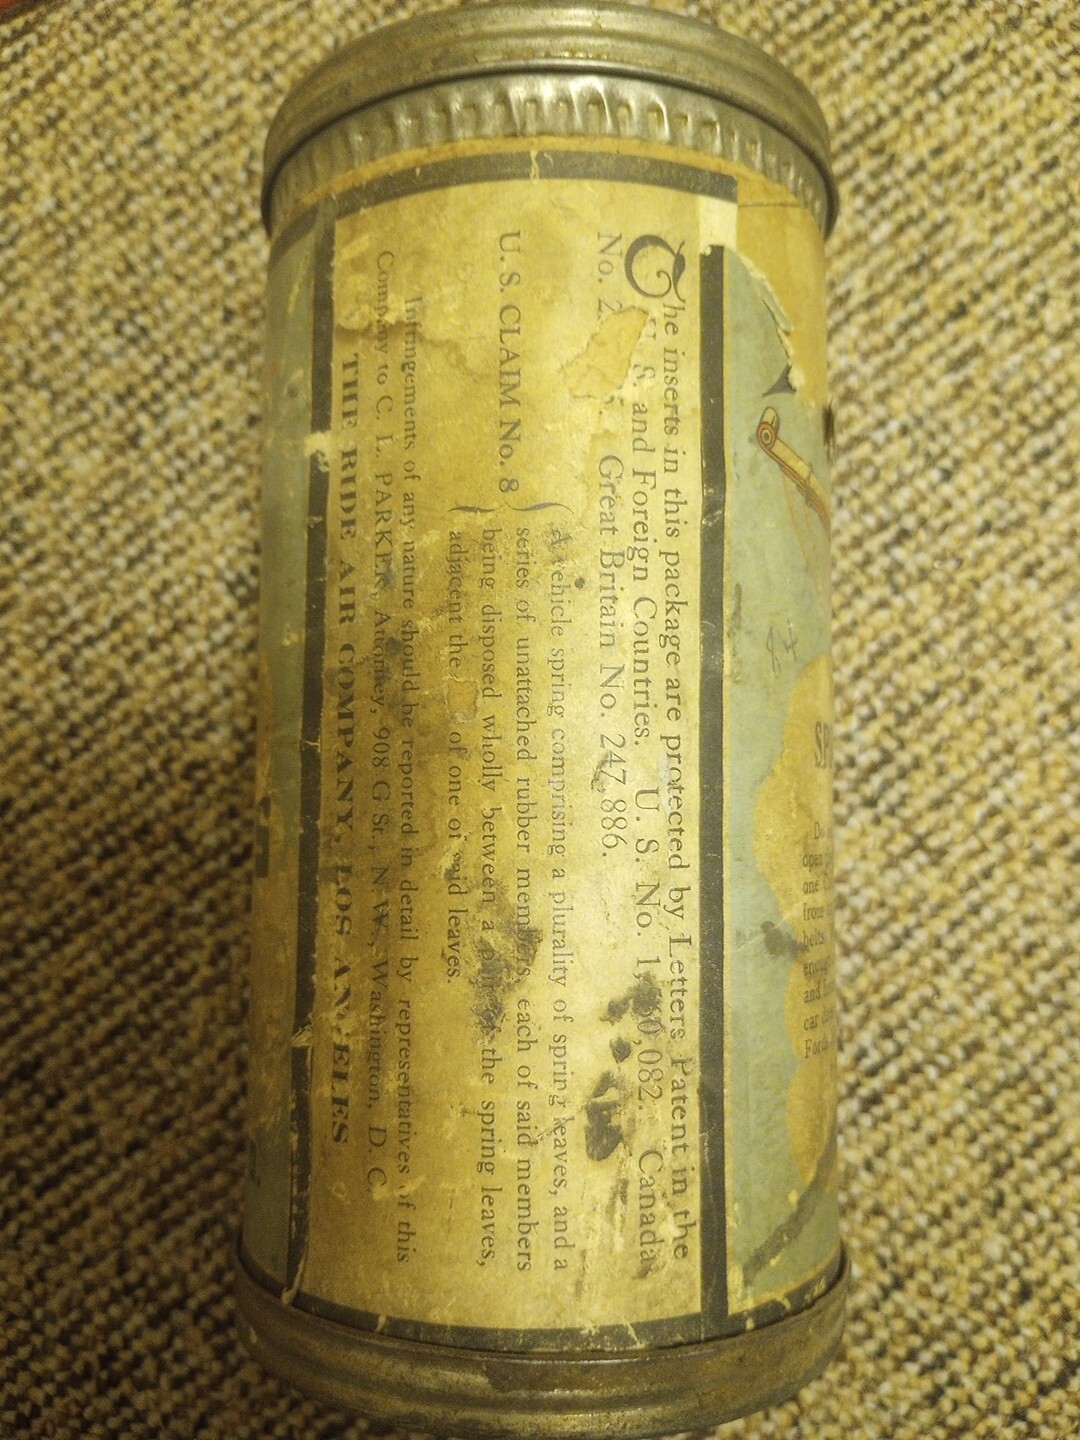 The inserts in this package are protected by Letters Patent in the
U. S. and Foreign Countries. U. S. No. Canada
No. Great Britain No. 247,886.
U. S. CLAIM No. 8
A vehicle spring comprising a plurality of spring leaves, and a
series of unattached rubber members, each of said members
being disposed wholly between a the spring leaves,
adjacent the of one of said leaves.
Infringements of any nature should be reported in detail by representatives of this
Company to C. L. PARKER, Attorney, 908 G St., N. W., Washington, D. C.
THE RIDE AIR COMPANY, LOS ANGELES